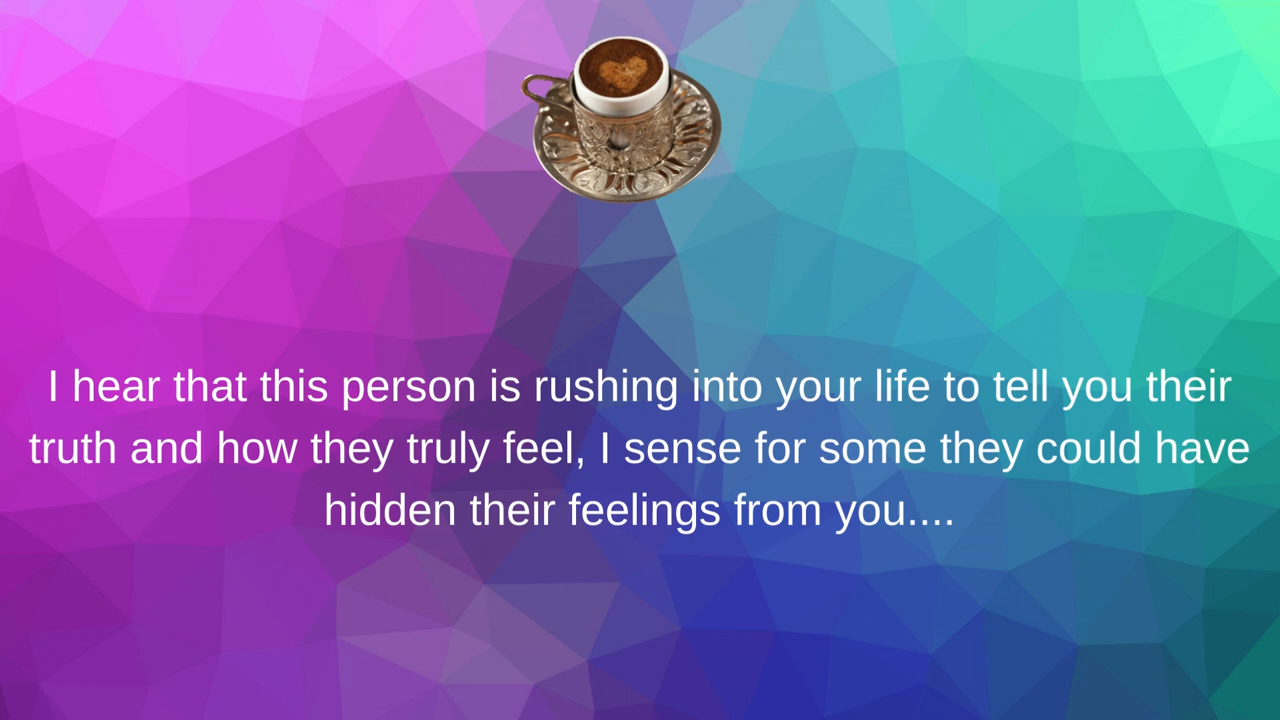 I hear that this person is rushing into your life to tell you their
truth and how they truly feel, I sense for some they could have
hidden their feelings from you....